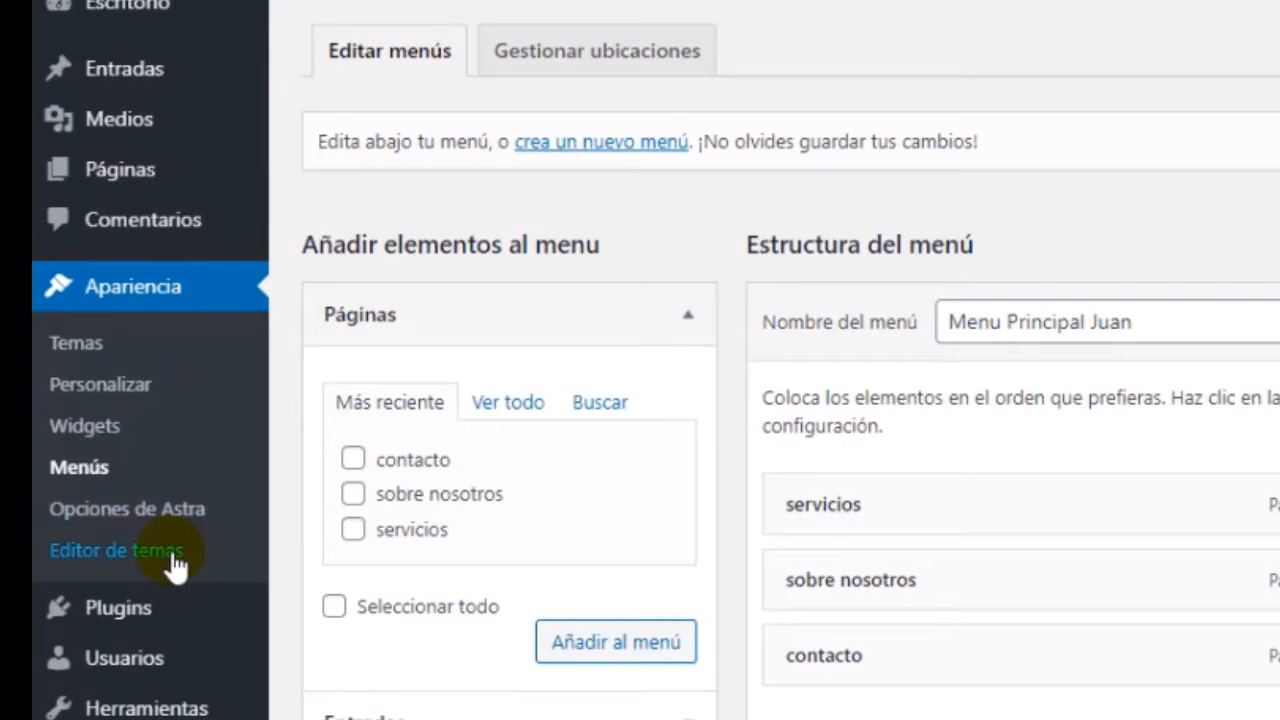 Escritorio
Entradas
Medios
Páginas
Comentarios
Apariencia
Temas
Personalizar
Widgets
Menús
Opciones de Astra
Editor de temas
Plugins
Usuarios
Herramientas
Editar menús
Gestionar ubicaciones
Edita abajo tu menú, o crea un nuevo menú. ¡No olvides guardar tus cambios!
Añadir elementos al menu
Páginas
Más reciente Ver todo Buscar
contacto
sobre nosotros
servicios
Seleccionar todo
Añadir al menú
Entradas
Estructura del menú
Nombre del menú Menu Principal Juan
Coloca los elementos en el orden que prefieras. Haz clic en la
configuración.
servicios
sobre nosotros
contacto